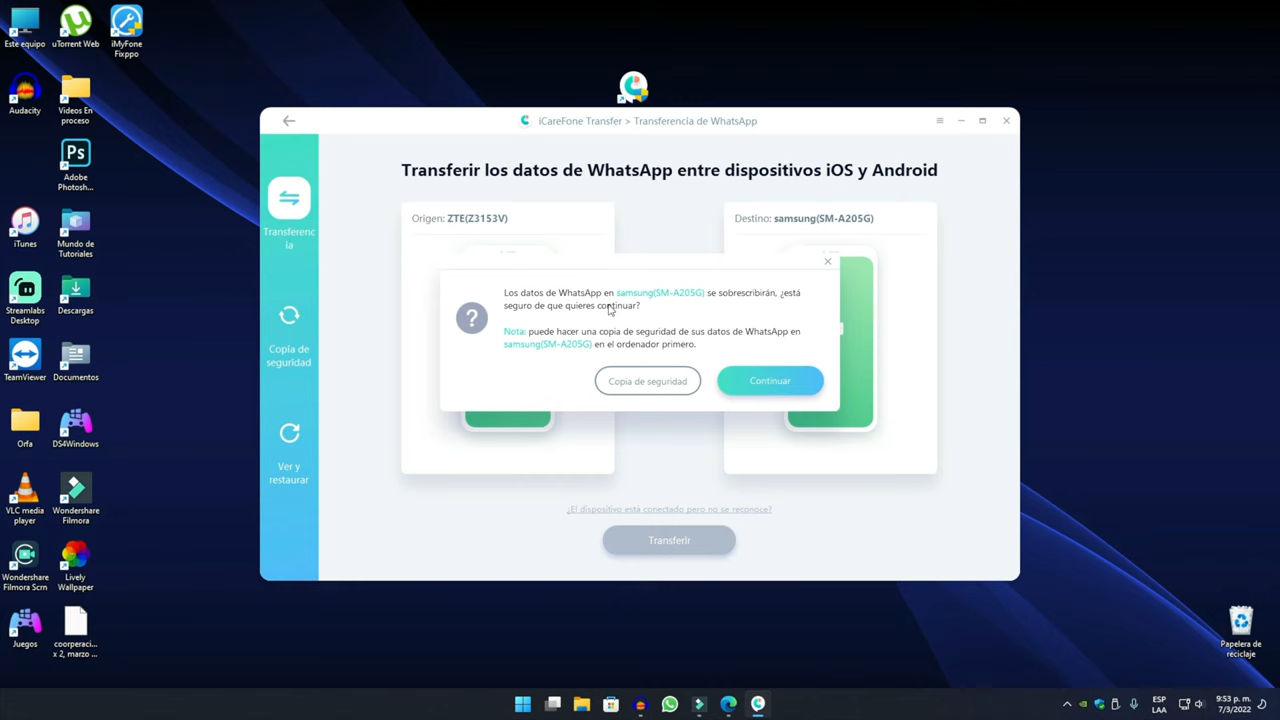 Este equipo
uTorrent Web
iMyFone
Fixppo
Audacity
Videos En
proceso
Ps
Adobe
Photosh...
iTunes
Mundo de
Tutoriales
Streamlabs
Desktop
Descargas
TeamViewer
Documentos
Orfa
DS4Windows
VLC media
player
Wondershare
Filmora
Wondershare
Filmora Scrn
Lively
Wallpaper
Juegos
coorperaci...
x 2, marzo ...
iCareFone Transfer > Transferencia de WhatsApp
Transferenc
ia
Copia de
seguridad
Ver y
restaurar
Transferir los datos de WhatsApp entre dispositivos iOS y Android
Origen: ZTE(Z3153V)
Destino: samsung(SM-A205G)
Los datos de WhatsApp en samsung(SM-A205G) se sobrescribirán, ¿está
seguro de que quieres continuar?
Nota: puede hacer una copia de seguridad de sus datos de WhatsApp en
samsung(SM-A205G) en el ordenador primero.
Copia de seguridad
Continuar
¿El dispositivo está conectado pero no se reconoce?
Transferir
Papelera de
reciclaje
ESP
LAA
9:53 p. m.
7/3/2022